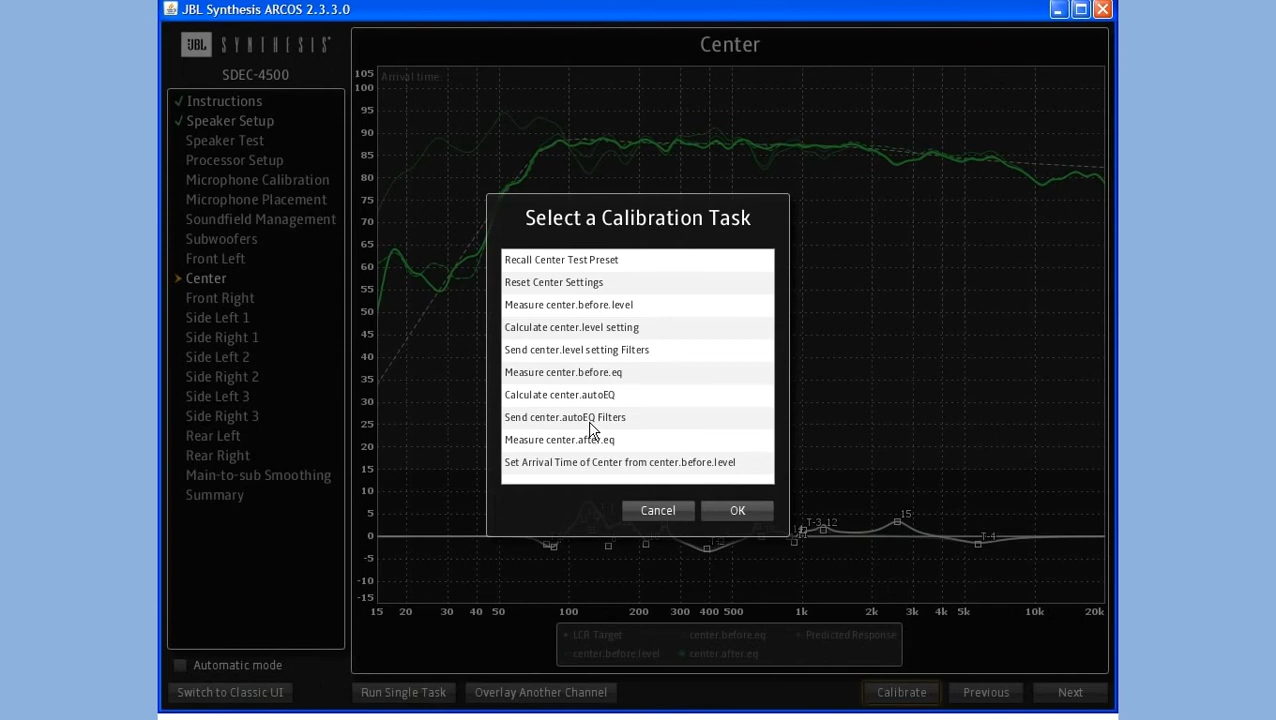 JBL Synthesis ARCOS 2.3.3.0
JBL SYNTHESIS
SDEC-4500
Instructions
Speaker Setup
Speaker Test
Processor Setup
Microphone Calibration
Microphone Placement
Soundfield Management
Subwoofers
Front Left
Center
Front Right
Side Left 1
Side Right 1
Side Left 2
Side Right 2
Side Left 3
Side Right 3
Rear Left
Rear Right
Main-to-sub Smoothing
Summary
Automatic mode
Switch to Classic UI
Center
Arrival time:
105
100
95
90
85
80
75
70
65
60
55
50
45
40
35
30
25
20
15
10
5
0
-5
-10
-15
15 20 30 40 50 100 200 300 400 500 1k 2k 3k 4k 5k 10k 20k
T-3 12
15
T-4
Select a Calibration Task
Recall Center Test Preset
Reset Center Settings
Measure center.before.level
Calculate center.level setting
Send center.level setting Filters
Measure center.before.eq
Calculate center.autoEQ
Send center.autoEQ Filters
Measure center.after.eq
Set Arrival Time of Center from center.before.level
Cancel
OK
LCR Target center.before.eq Predicted Response
center.before.level center.after.eq
Run Single Task
Overlay Another Channel
Calibrate
Previous
Next